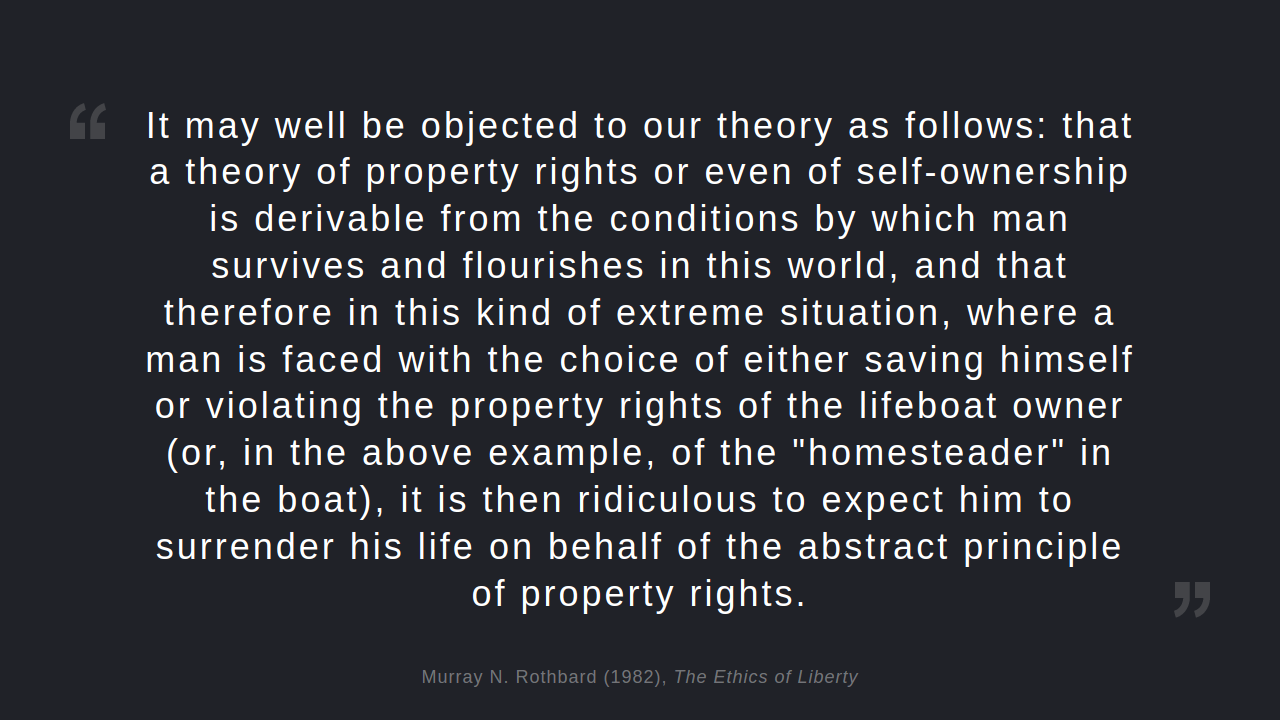 “ It may well be objected to our theory as follows: that
a theory of property rights or even of self-ownership
is derivable from the conditions by which man
survives and flourishes in this world, and that
therefore in this kind of extreme situation, where a
man is faced with the choice of either saving himself
or violating the property rights of the lifeboat owner
(or, in the above example, of the "homesteader" in
the boat), it is then ridiculous to expect him to
surrender his life on behalf of the abstract principle
of property rights. ”
Murray N. Rothbard (1982), The Ethics of Liberty